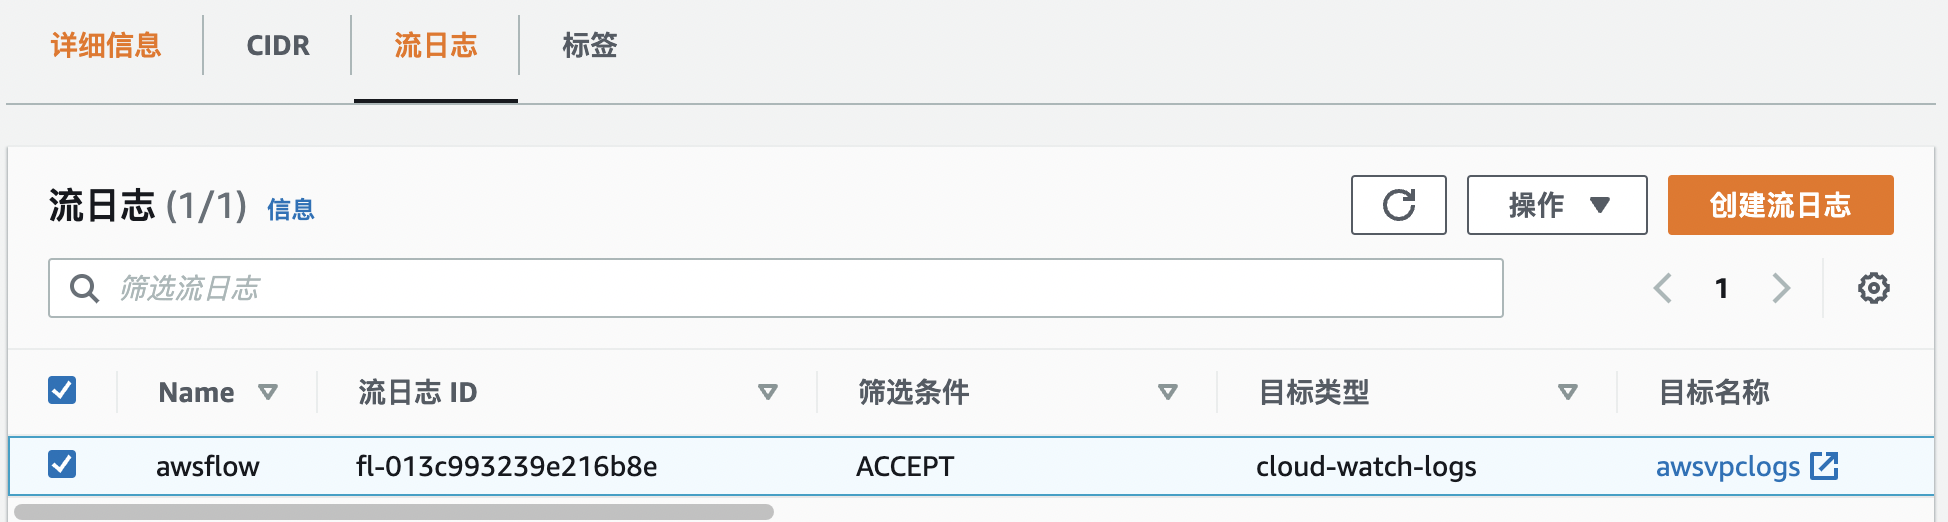 详细信息 CIDR 流日志 标签
流日志 (1/1) 信息 操作 创建流日志
筛选流日志 1
Name 流日志 ID 筛选条件 目标类型 目标名称
awsflow fl-013c993239e216b8e ACCEPT cloud-watch-logs awsvpclogs